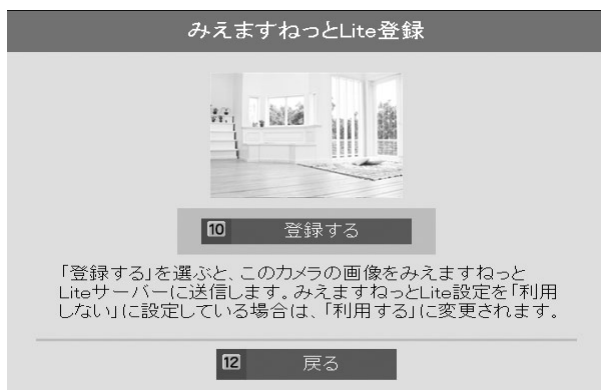 みえますねっとLite登録
10 登録する
「登録する」を選ぶと、このカメラの画像をみえますねっと
Liteサーバーに送信します。みえますねっとLite設定を「利用
しない」に設定している場合は、「利用する」に変更されます。
12 戻る